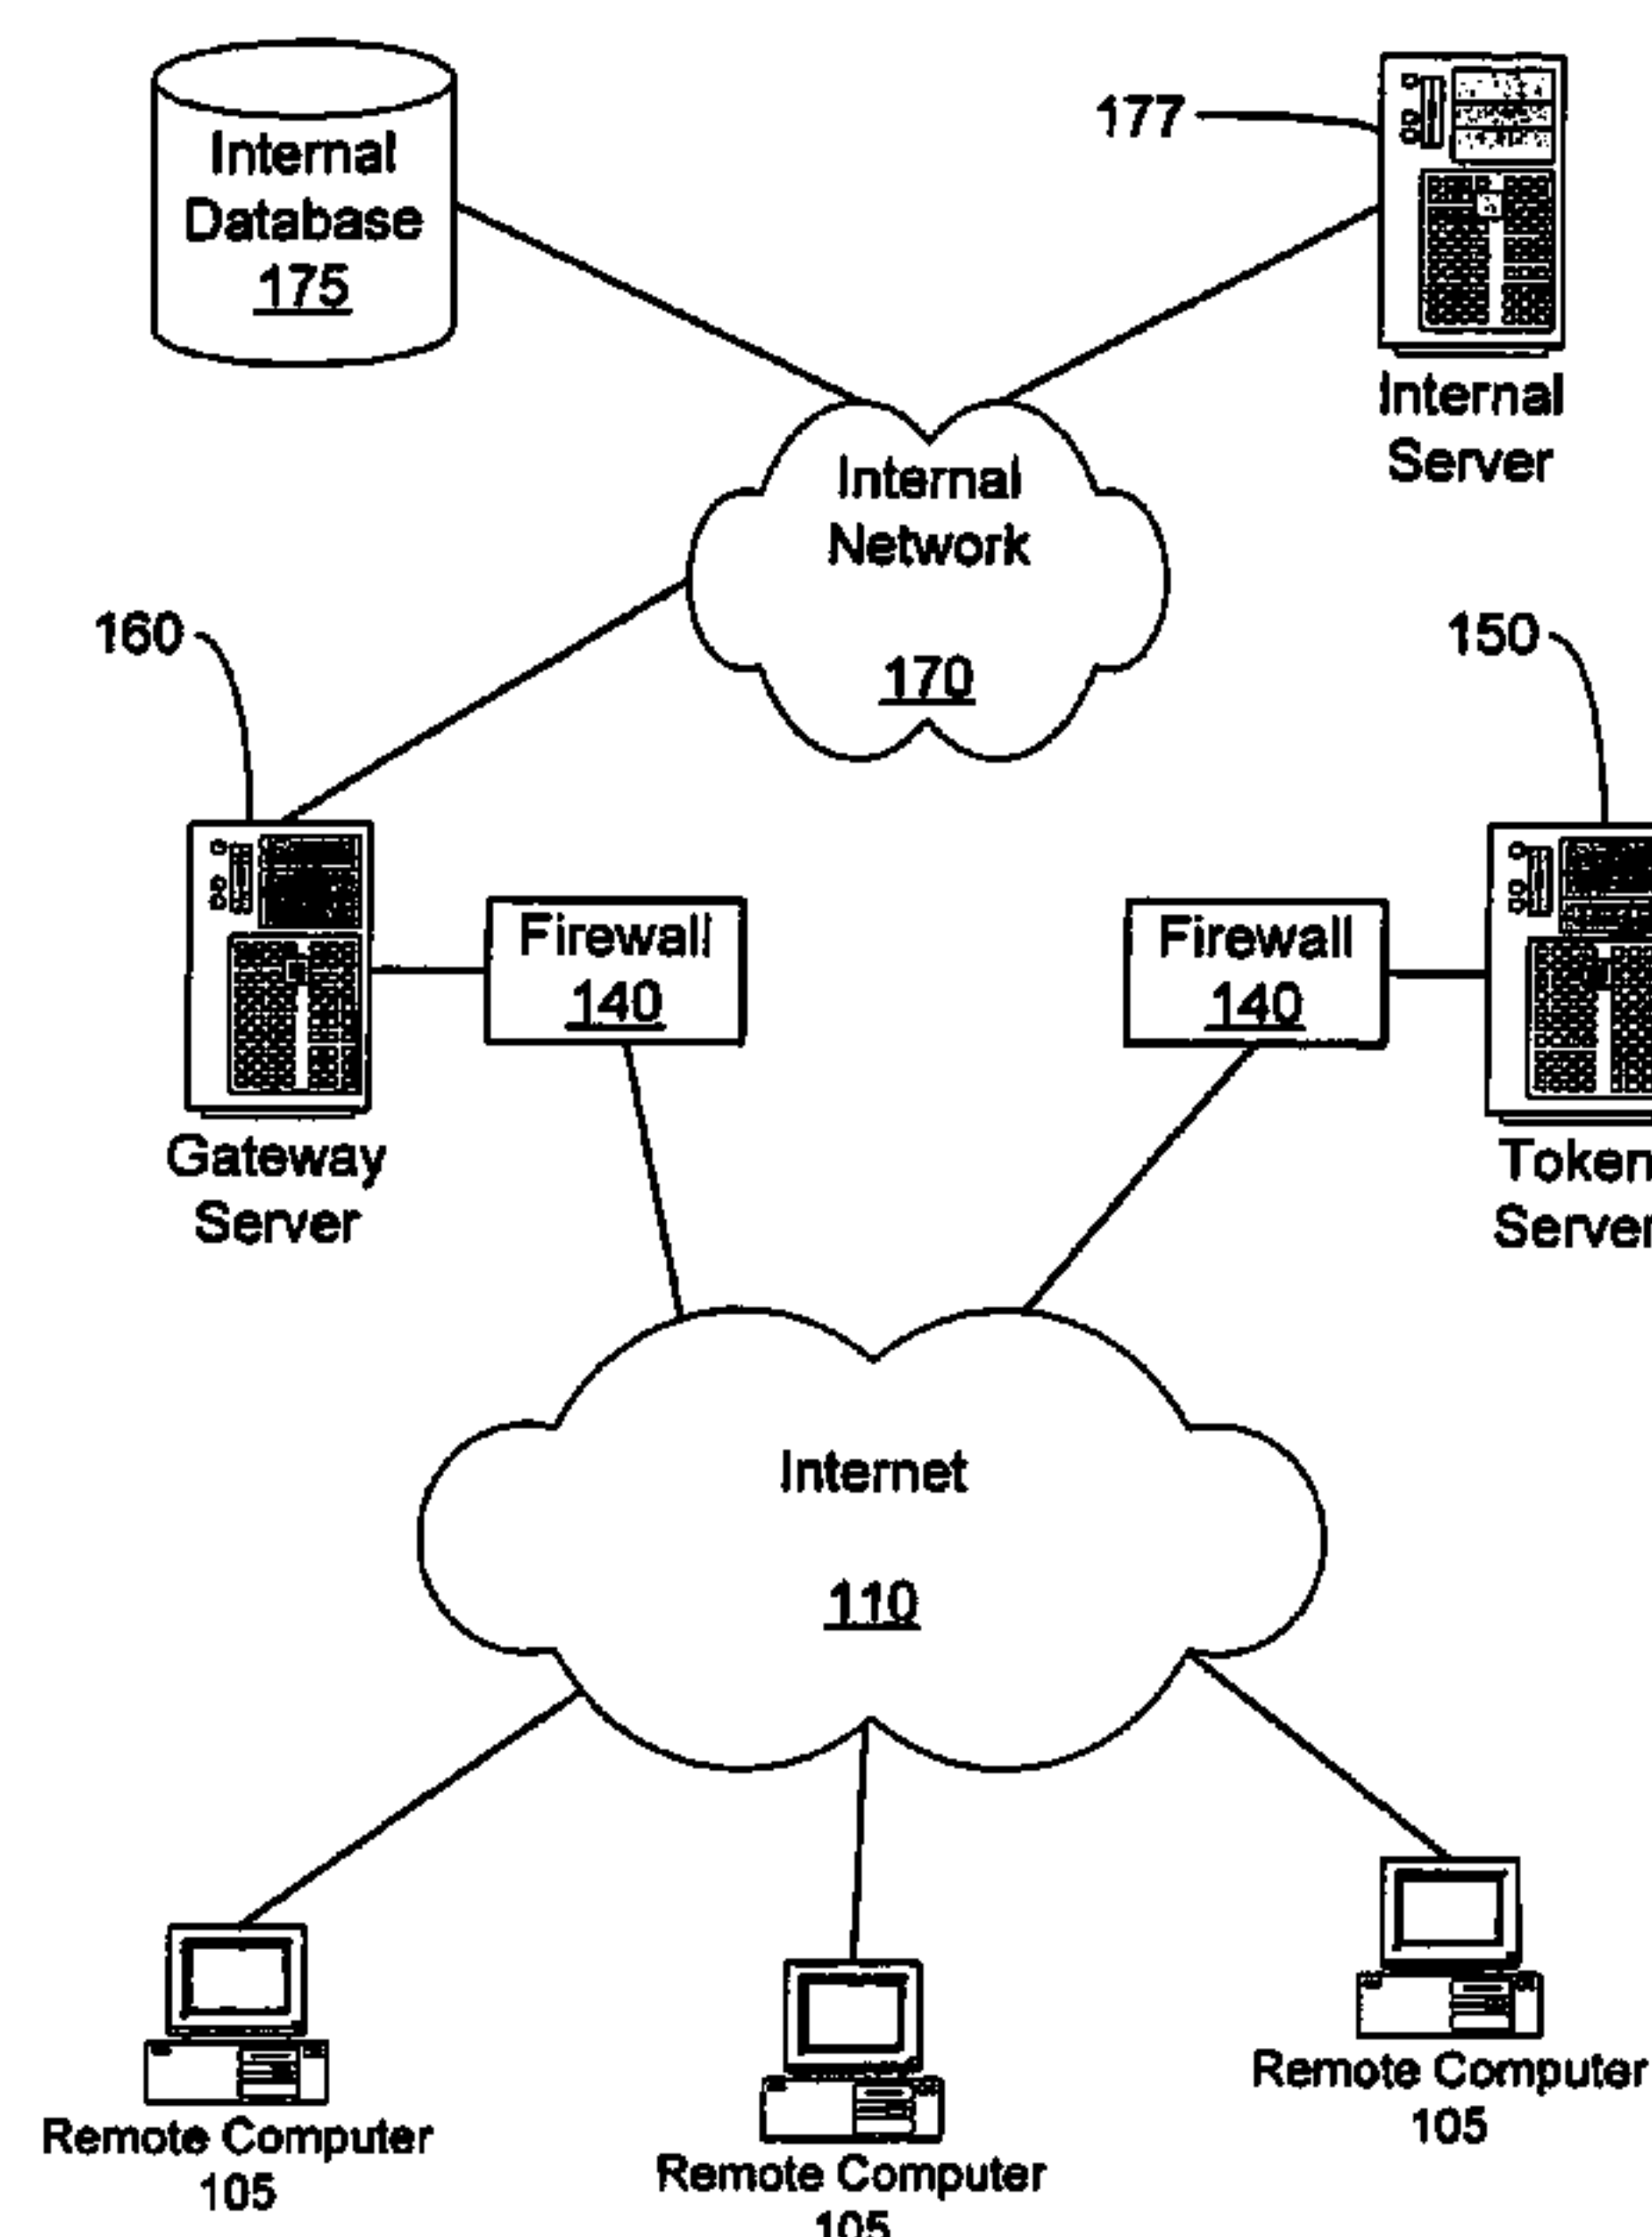 Internal
Database
175
177
Internal
Server
Internal
Network
170
160
150
Firewall
140
Firewall
140
Gateway
Server
Token
Server
Internet
110
Remote Computer
105
Remote Computer
105
Remote Computer
105